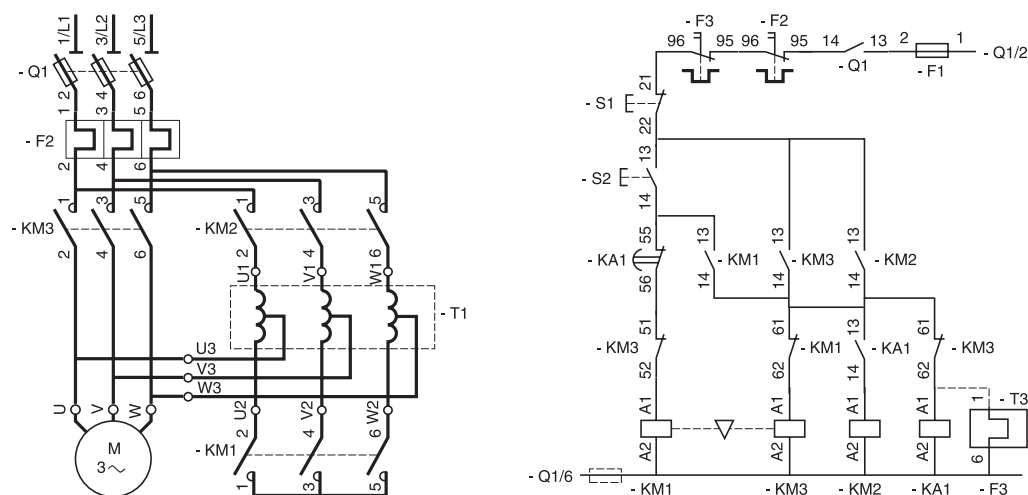 1/L1 3/L2 5/L3
- Q1
2 4 6
1 3 5
- F2
2 4 6
1 3 5
- KM3
2 4 6
1 3 5
- KM2
2 4 6
U1 V1 W1
- T1
U3
V3
W3
U V W
M
3~
U2 V2 W2
2 4 6
- KM1
1 3 5
- F3 - F2
96 95 96 95 14 13 2 1
- Q1 - F1 - Q1/2
21
- S1
22
13
- S2
14
55 13 13 13
- KA1 - KM1 - KM3 - KM2
56 14 14 14
51 61 13 61
- KM3 - KM1 - KA1 - KM3
52 62 14 62
A1 A1 A1 A1 1 - T3
A2 A2 A2 A2 6
- Q1/6
- KM1 - KM3 - KM2 - KA1 - F3